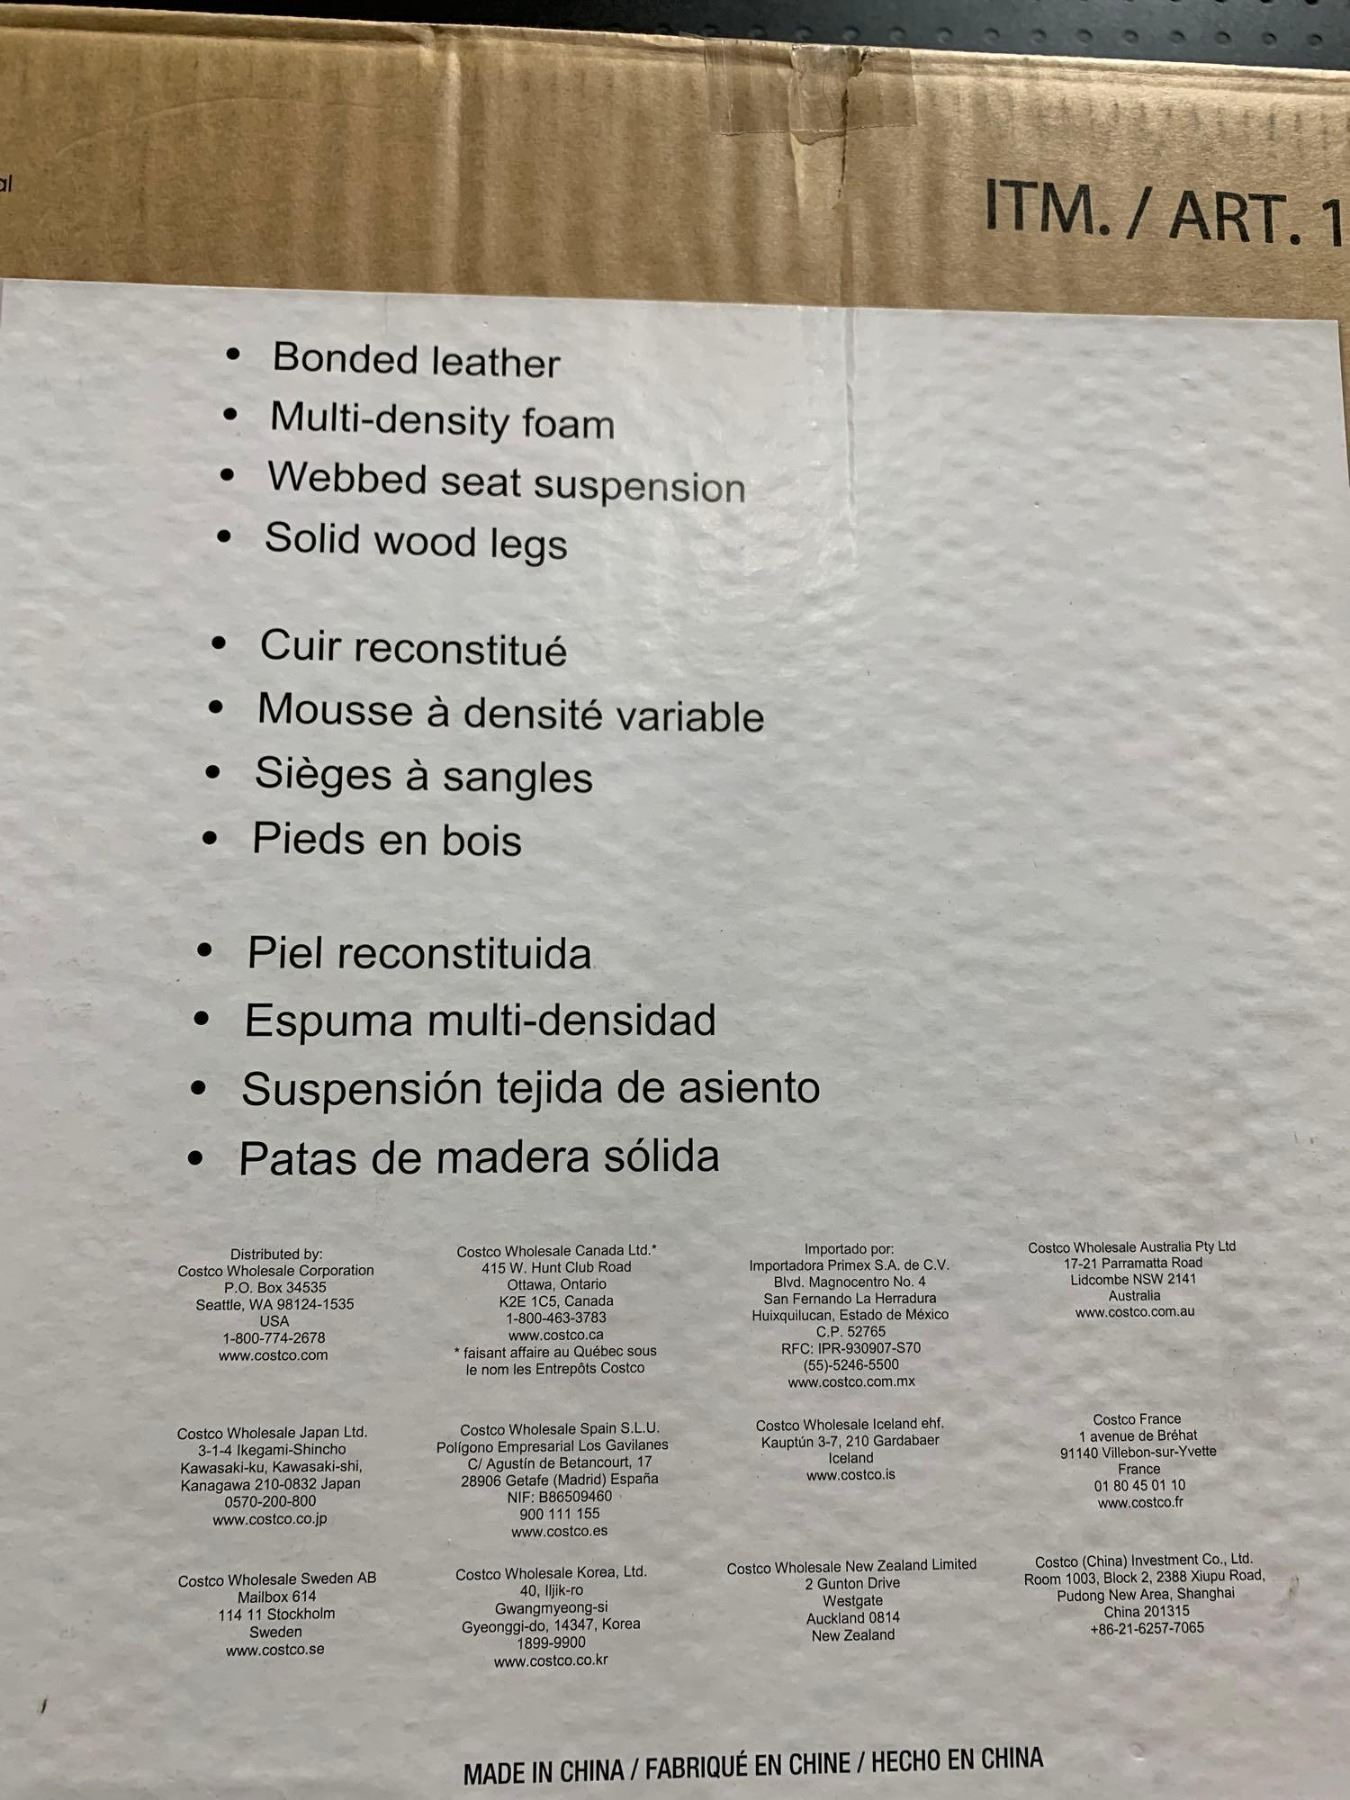 al
ITM. / ART. 1
• Bonded leather
• Multi-density foam
• Webbed seat suspension
• Solid wood legs
• Cuir reconstitué
• Mousse à densité variable
• Sièges à sangles
• Pieds en bois
• Piel reconstituida
• Espuma multi-densidad
• Suspensión tejida de asiento
• Patas de madera sólida
Distributed by:
Costco Wholesale Corporation
P.O. Box 34535
Seattle, WA 98124-1535
USA
1-800-774-2678
www.costco.com
Costco Wholesale Canada Ltd.*
415 W. Hunt Club Road
Ottawa, Ontario
K2E 1C5, Canada
1-800-463-3783
www.costco.ca
* faisant affaire au Québec sous
le nom les Entrepôts Costco
Importado por:
Importadora Primex S.A. de C.V.
Blvd. Magnocentro No. 4
San Fernando La Herradura
Huixquilucan, Estado de México
C.P. 52765
RFC: IPR-930907-S70
(55)-5246-5500
www.costco.com.mx
Costco Wholesale Australia Pty Ltd
17-21 Parramatta Road
Lidcombe NSW 2141
Australia
www.costco.com.au
Costco Wholesale Japan Ltd.
3-1-4 Ikegami-Shincho
Kawasaki-ku, Kawasaki-shi,
Kanagawa 210-0832 Japan
0570-200-800
www.costco.co.jp
Costco Wholesale Spain S.L.U.
Polígono Empresarial Los Gavilanes
C/ Agustín de Betancourt, 17
28906 Getafe (Madrid) España
NIF: B86509460
900 111 155
www.costco.es
Costco Wholesale Iceland ehf.
Kauptún 3-7, 210 Gardabaer
Iceland
www.costco.is
Costco France
1 avenue de Bréhat
91140 Villebon-sur-Yvette
France
01 80 45 01 10
www.costco.fr
Costco Wholesale Sweden AB
Mailbox 614
114 11 Stockholm
Sweden
www.costco.se
Costco Wholesale Korea, Ltd.
40, Iljik-ro
Gwangmyeong-si
Gyeonggi-do, 14347, Korea
1899-9900
www.costco.co.kr
Costco Wholesale New Zealand Limited
2 Gunton Drive
Westgate
Auckland 0814
New Zealand
Costco (China) Investment Co., Ltd.
Room 1003, Block 2, 2388 Xiupu Road,
Pudong New Area, Shanghai
China 201315
+86-21-6257-7065
MADE IN CHINA / FABRIQUÉ EN CHINE / HECHO EN CHINA